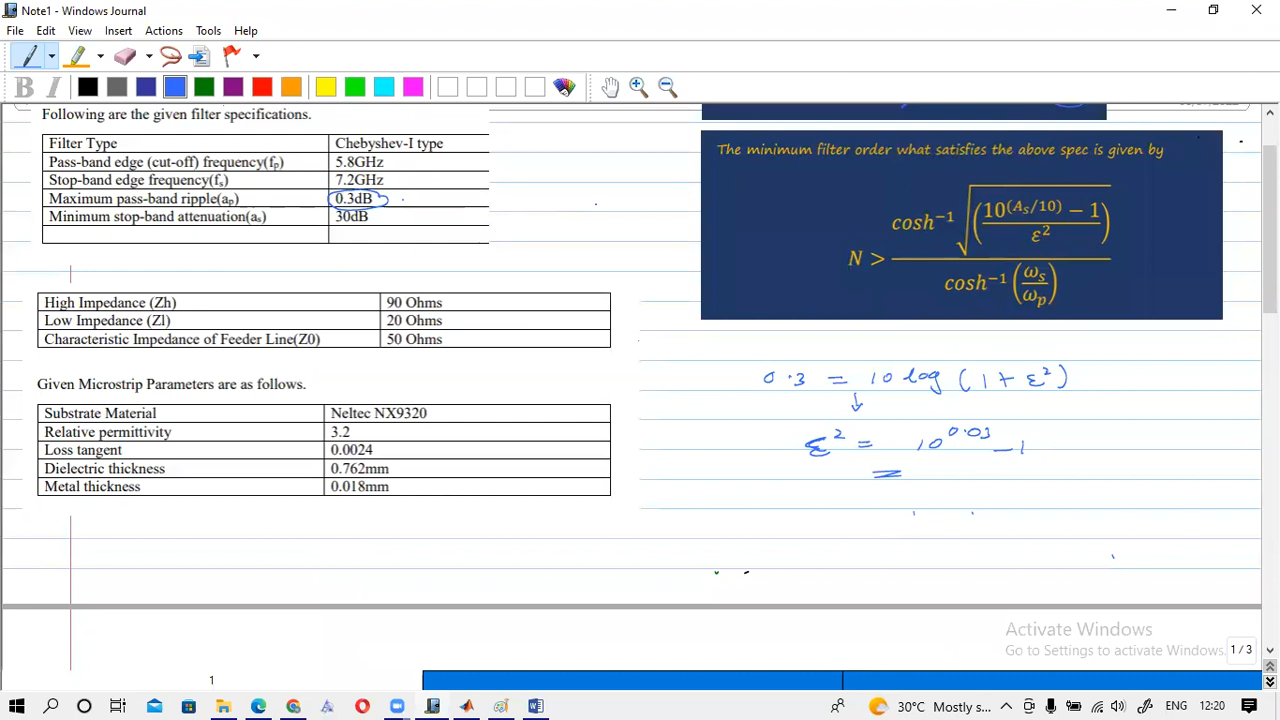 Note1 - Windows Journal
File Edit View Insert Actions Tools Help
B I
Following are the given filter specifications.
Filter Type Chebyshev-I type
Pass-band edge (cut-off) frequency(fp) 5.8GHz
Stop-band edge frequency(fs) 7.2GHz
Maximum pass-band ripple(ap) 0.3dB
Minimum stop-band attenuation(as) 30dB
High Impedance (Zh) 90 Ohms
Low Impedance (Zl) 20 Ohms
Characteristic Impedance of Feeder Line(Z0) 50 Ohms
Given Microstrip Parameters are as follows.
Substrate Material Neltec NX9320
Relative permittivity 3.2
Loss tangent 0.0024
Dielectric thickness 0.762mm
Metal thickness 0.018mm
The minimum filter order what satisfies the above spec is given by
N > cosh⁻¹ √((10^(A_s/10) − 1)/ε²) / cosh⁻¹ (ω_s/ω_p)
0.3 = 10 log (1 + ε²)
ε² = 10^0.03 − 1
=
Activate Windows
Go to Settings to activate Windows.
1 / 3
1
30°C Mostly s... ENG 12:20